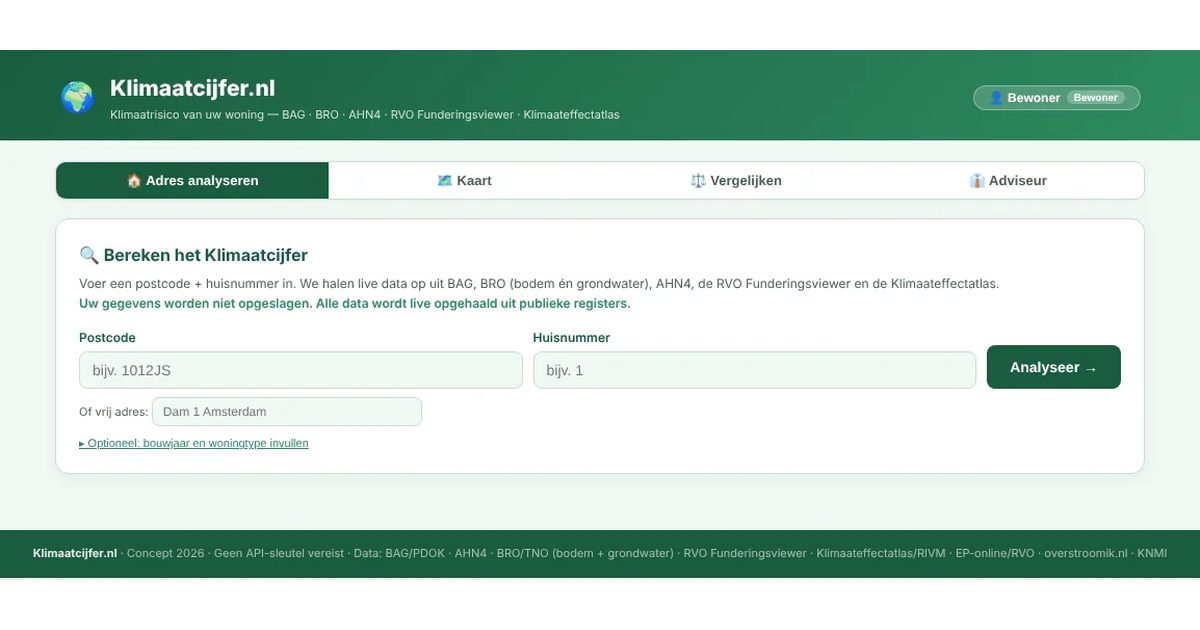 Klimaatcijfer.nl
Klimaatrisico van uw woning — BAG · BRO · AHN4 · RVO Funderingsviewer · Klimaateffectatlas
Bewoner Bewoner
Adres analyseren
Kaart
Vergelijken
Adviseur
Bereken het Klimaatcijfer
Voer een postcode + huisnummer in. We halen live data op uit BAG, BRO (bodem én grondwater), AHN4, de RVO Funderingsviewer en de Klimaateffectatlas.
Uw gegevens worden niet opgeslagen. Alle data wordt live opgehaald uit publieke registers.
Postcode
Huisnummer
bijv. 1012JS
bijv. 1
Analyseer →
Of vrij adres: Dam 1 Amsterdam
▸ Optioneel: bouwjaar en woningtype invullen
Klimaatcijfer.nl · Concept 2026 · Geen API-sleutel vereist · Data: BAG/PDOK · AHN4 · BRO/TNO (bodem + grondwater) · RVO Funderingsviewer · Klimaateffectatlas/RIVM · EP-online/RVO · overstroomik.nl · KNMI